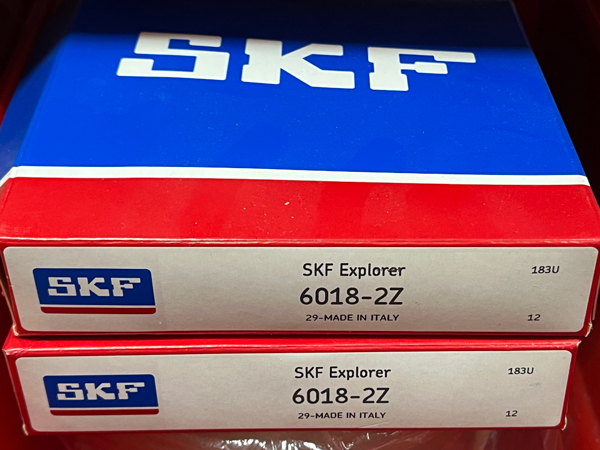 SKF
SKF
SKF Explorer
183U
6018-2Z
29-MADE IN ITALY
12
SKF
SKF Explorer
183U
6018-2Z
29-MADE IN ITALY
12